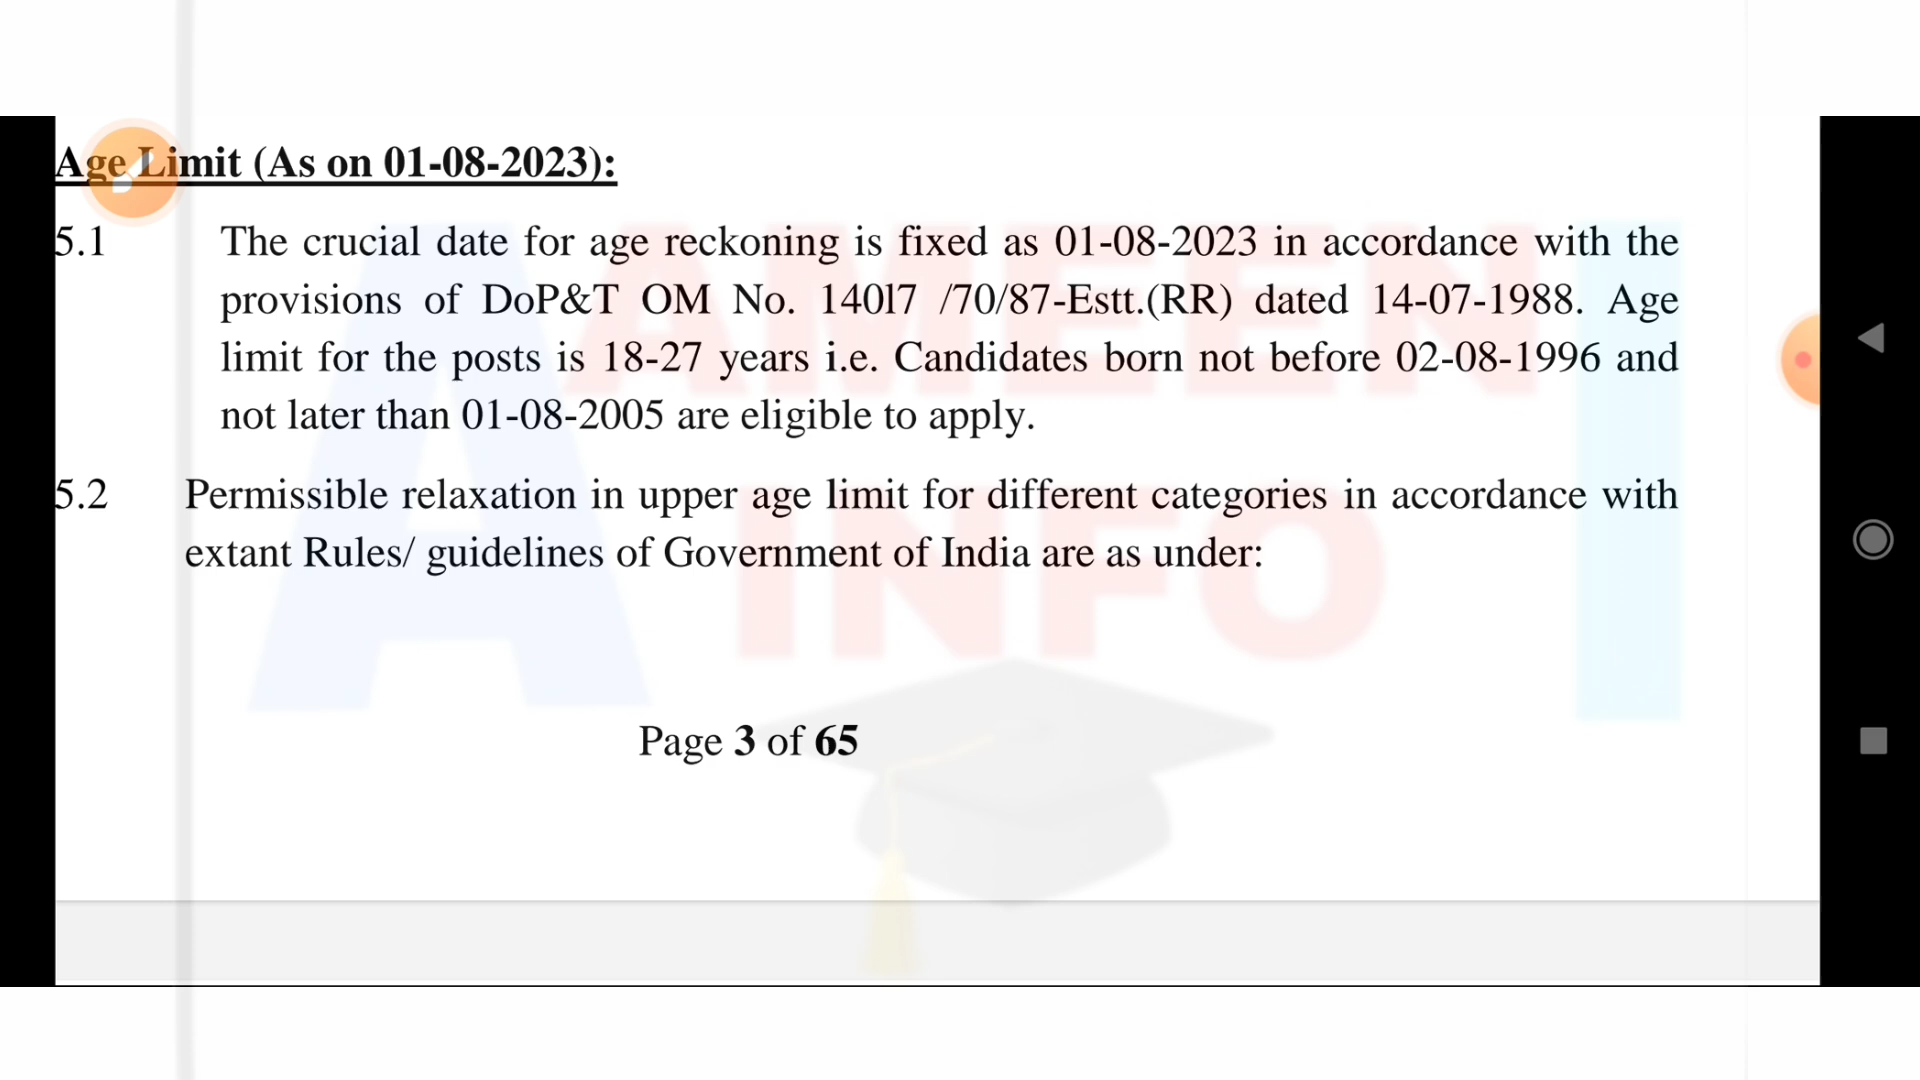 Age Limit (As on 01-08-2023):
5.1 The crucial date for age reckoning is fixed as 01-08-2023 in accordance with the
provisions of DoP&T OM No. 140l7 /70/87-Estt.(RR) dated 14-07-1988. Age
limit for the posts is 18-27 years i.e. Candidates born not before 02-08-1996 and
not later than 01-08-2005 are eligible to apply.
5.2 Permissible relaxation in upper age limit for different categories in accordance with
extant Rules/ guidelines of Government of India are as under:
Page 3 of 65
A AMEEN I
INFO